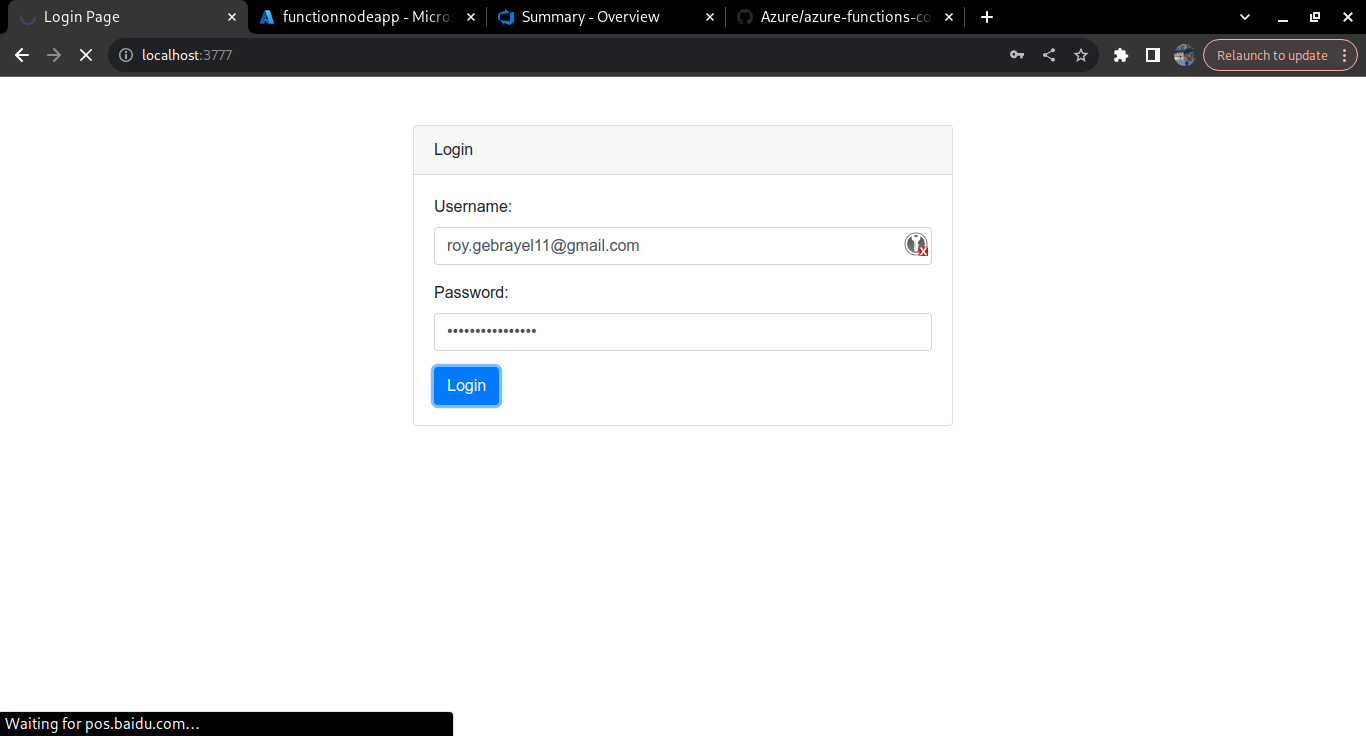 Login Page
functionnodeapp - Micros
Summary - Overview
Azure/azure-functions-co
localhost:3777
Relaunch to update
Login
Username:
roy.gebrayel11@gmail.com
Password:
••••••••••••••••
Login
Waiting for pos.baidu.com...